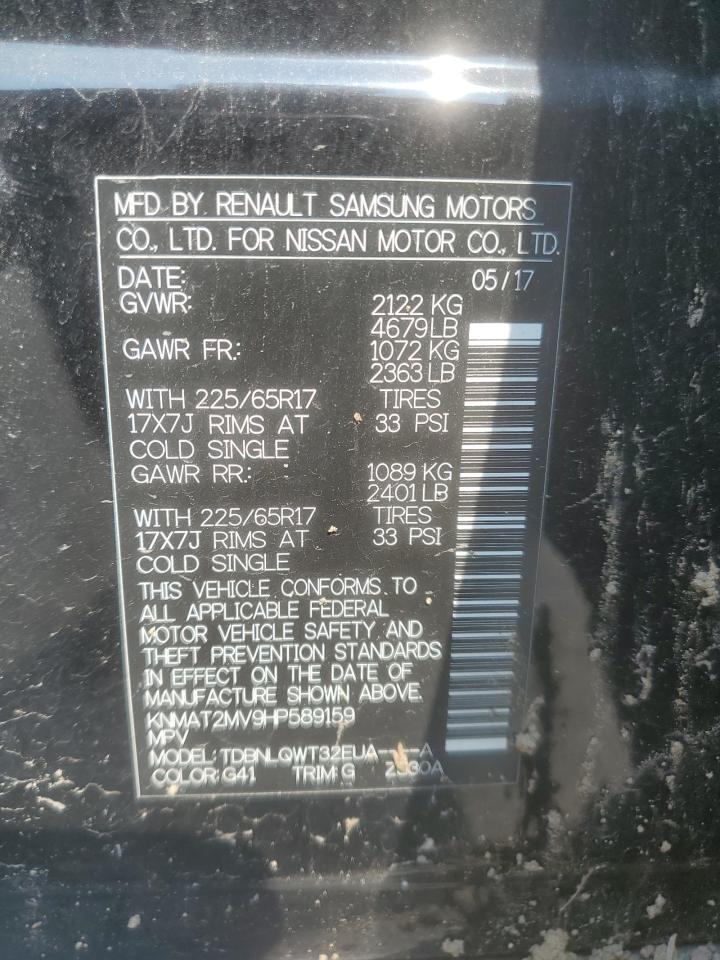 MFD BY RENAULT SAMSUNG MOTORS
CO., LTD. FOR NISSAN MOTOR CO., LTD.
DATE: 05/17
GVWR: 2122 KG
4679 LB
GAWR FR.: 1072 KG
2363 LB
WITH 225/65R17 TIRES
17X7J RIMS AT 33 PSI
COLD SINGLE
GAWR RR.: 1089 KG
2401 LB
WITH 225/65R17 TIRES
17X7J RIMS AT 33 PSI
COLD SINGLE
THIS VEHICLE CONFORMS TO
ALL APPLICABLE FEDERAL
MOTOR VEHICLE SAFETY AND
THEFT PREVENTION STANDARDS
IN EFFECT ON THE DATE OF
MANUFACTURE SHOWN ABOVE.
KNMAT2MV9HP589159
MPV
MODEL: TDBNLQWT32EUA----A
COLOR: G41 TRIM: G